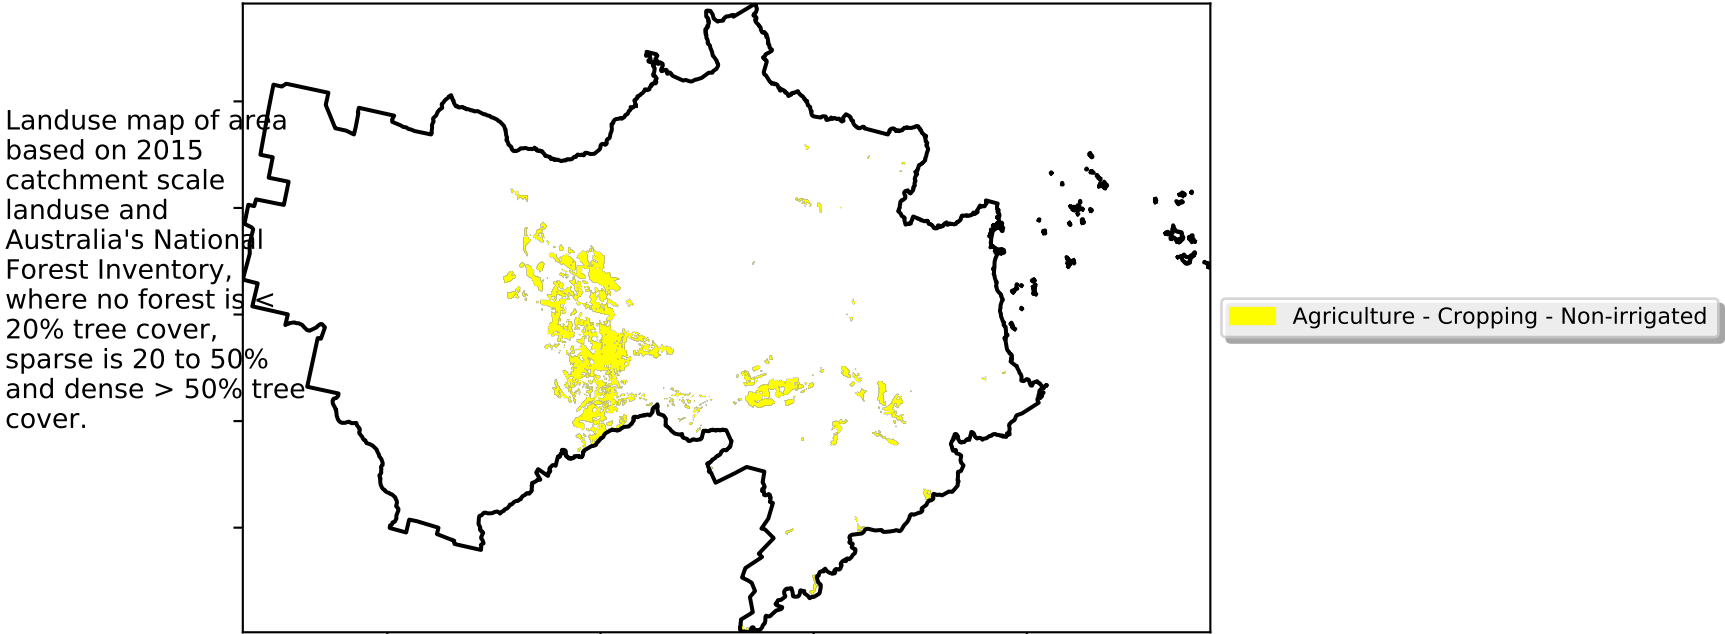 Landuse map of area
based on 2015
catchment scale
landuse and
Australia's National
Forest Inventory,
where no forest is <
20% tree cover,
sparse is 20 to 50%
and dense > 50% tree
cover.
Agriculture - Cropping - Non-irrigated